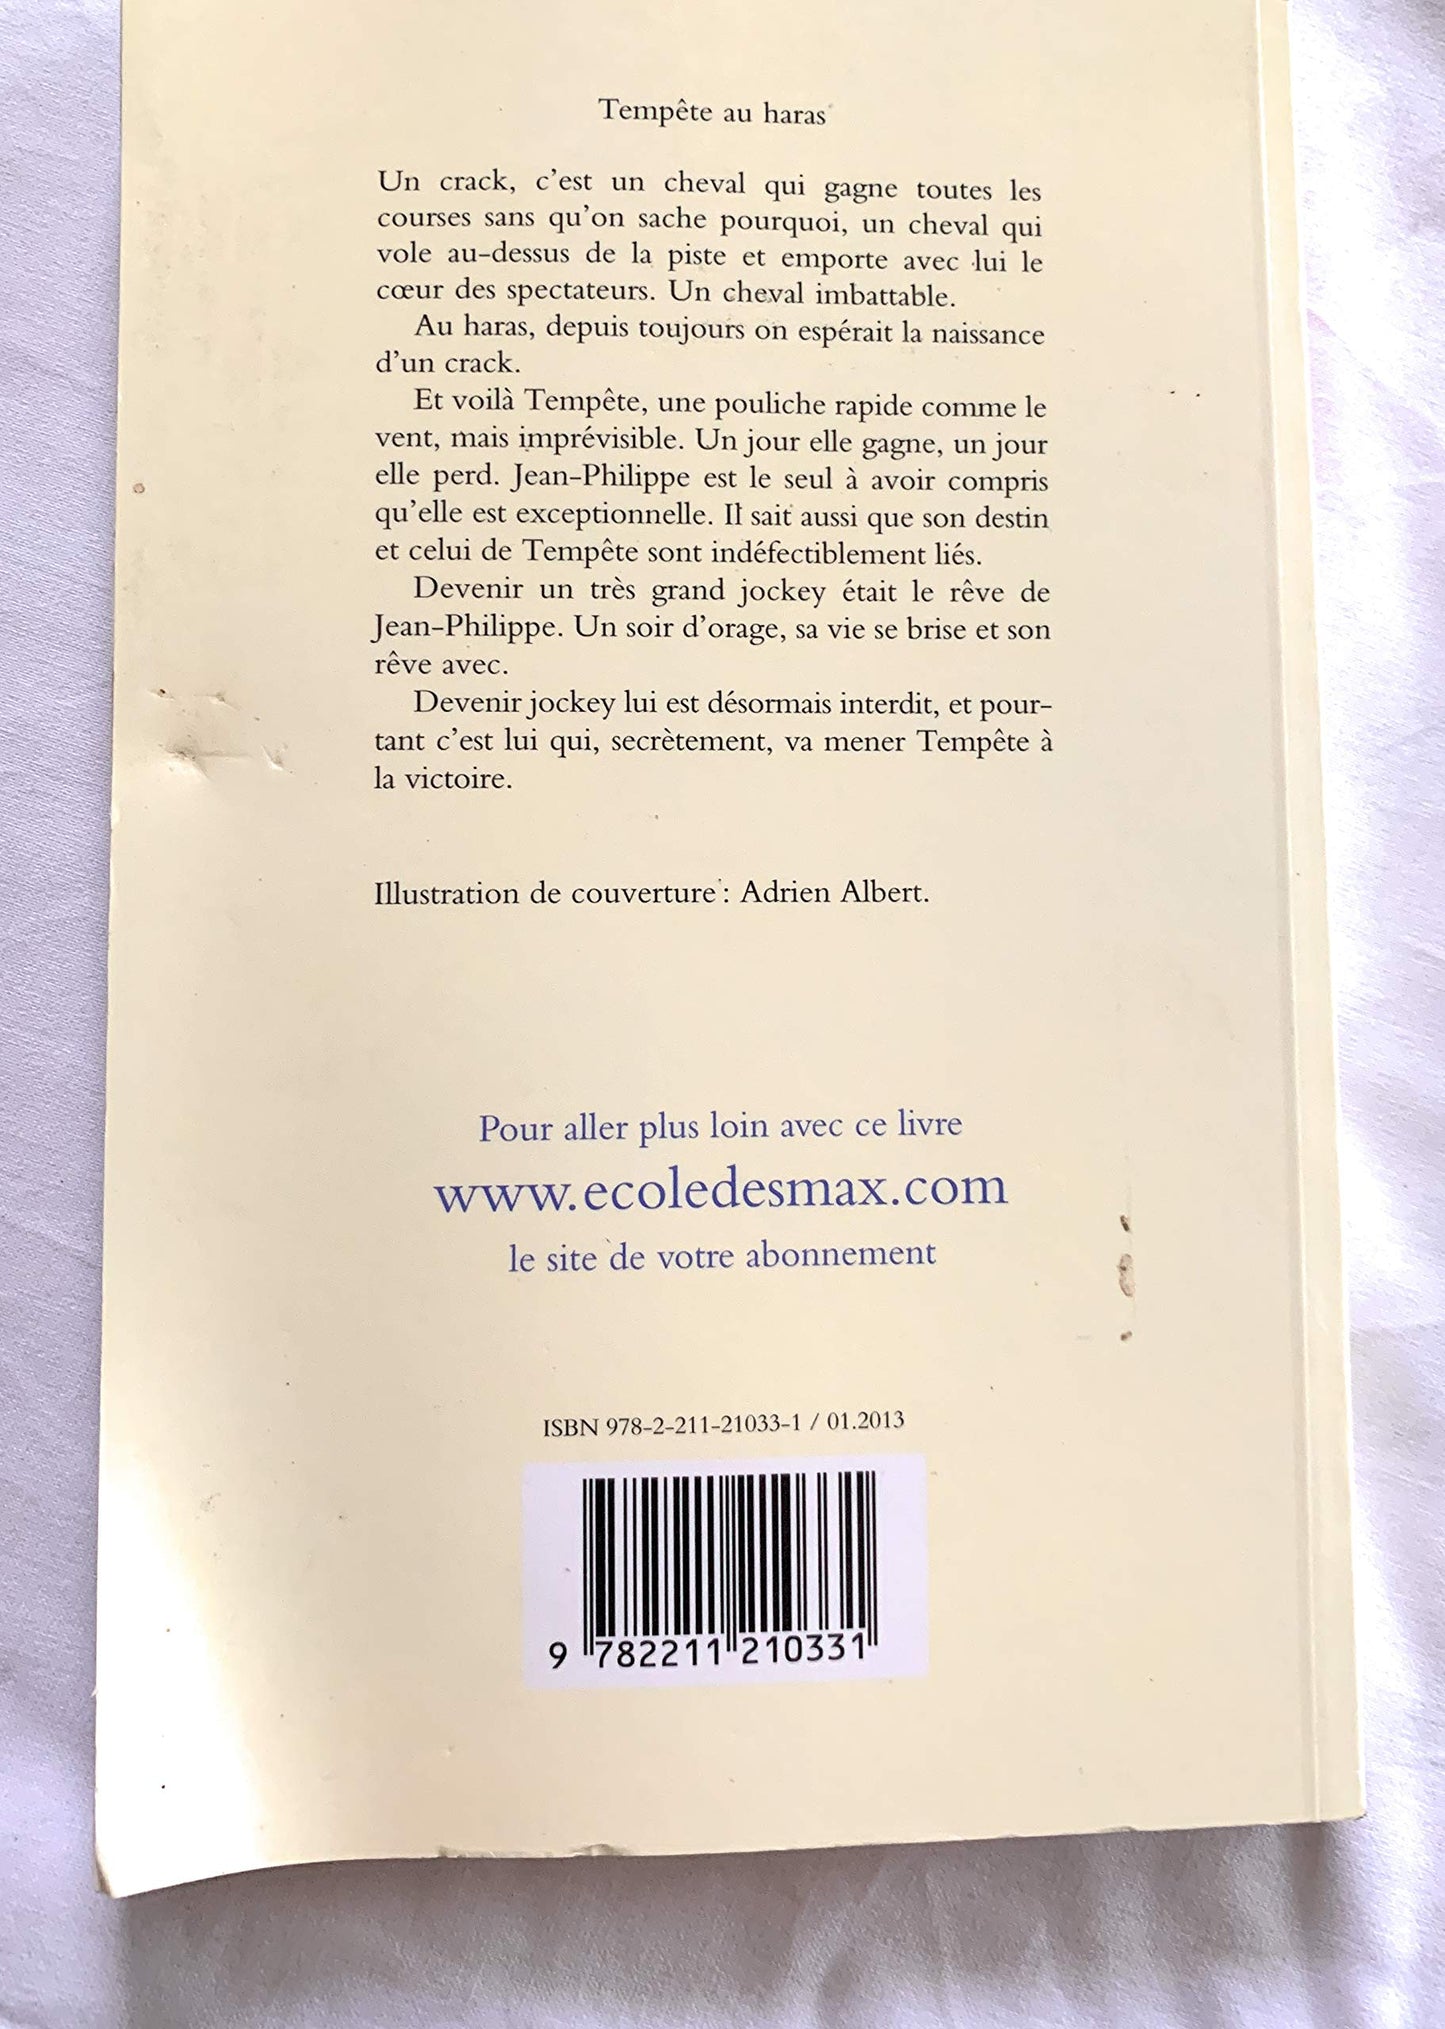 Tempête au haras
Un crack, c'est un cheval qui gagne toutes les
courses sans qu'on sache pourquoi, un cheval qui
vole au-dessus de la piste et emporte avec lui le
cœur des spectateurs. Un cheval imbattable.
Au haras, depuis toujours on espérait la naissance
d'un crack.
Et voilà Tempête, une pouliche rapide comme le
vent, mais imprévisible. Un jour elle gagne, un jour
elle perd. Jean-Philippe est le seul à avoir compris
qu'elle est exceptionnelle. Il sait aussi que son destin
et celui de Tempête sont indéfectiblement liés.
Devenir un très grand jockey était le rêve de
Jean-Philippe. Un soir d'orage, sa vie se brise et son
rêve avec.
Devenir jockey lui est désormais interdit, et pour-
tant c'est lui qui, secrètement, va mener Tempête à
la victoire.
Illustration de couverture : Adrien Albert.
Pour aller plus loin avec ce livre
www.ecoledesmax.com
le site de votre abonnement
ISBN 978-2-211-21033-1 / 01.2013
9 782211 210331